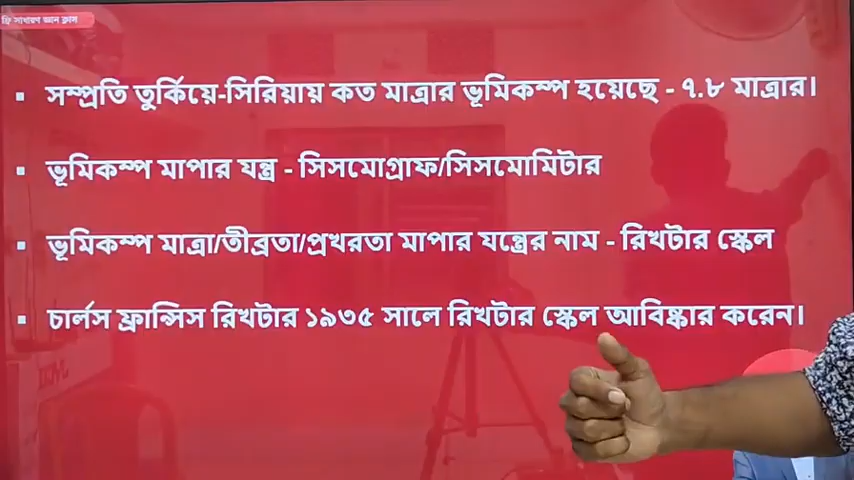 ফ্রি সাধারণ জ্ঞান ক্লাস
▪ সম্প্রতি তুর্কিয়ে-সিরিয়ায় কত মাত্রার ভূমিকম্প হয়েছে - ৭.৮ মাত্রার।
▪ ভূমিকম্প মাপার যন্ত্র - সিসমোগ্রাফ/সিসমোমিটার
▪ ভূমিকম্প মাত্রা/তীব্রতা/প্রখরতা মাপার যন্ত্রের নাম - রিখটার স্কেল
▪ চার্লস ফ্রান্সিস রিখটার ১৯৩৫ সালে রিখটার স্কেল আবিষ্কার করেন।